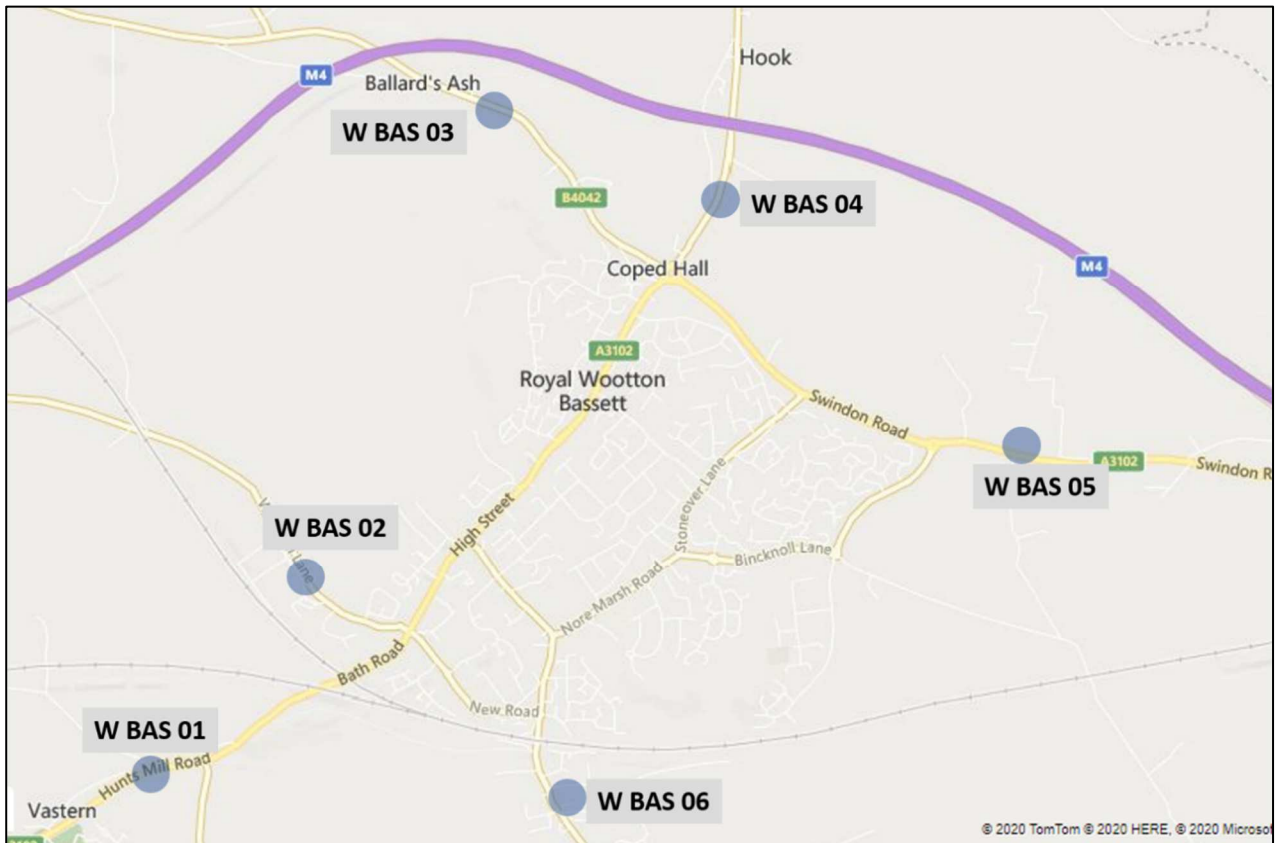 Hook
M4
Ballard's Ash
W BAS 03
B4042
W BAS 04
Coped Hall
M4
A3102
Royal Wootton
Bassett
Swindon Road
A3102
Swindon R
W BAS 05
Stoneover Lane
High Street
W BAS 02
Lane
Bincknoll Lane
Nore Marsh Road
Bath Road
New Road
W BAS 01
Hunts Mill Road
W BAS 06
Vastern
© 2020 TomTom © 2020 HERE, © 2020 Microsof